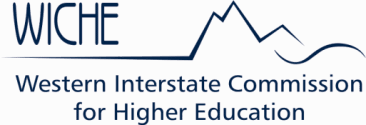 WICHE
Western Interstate Commission
for Higher Education